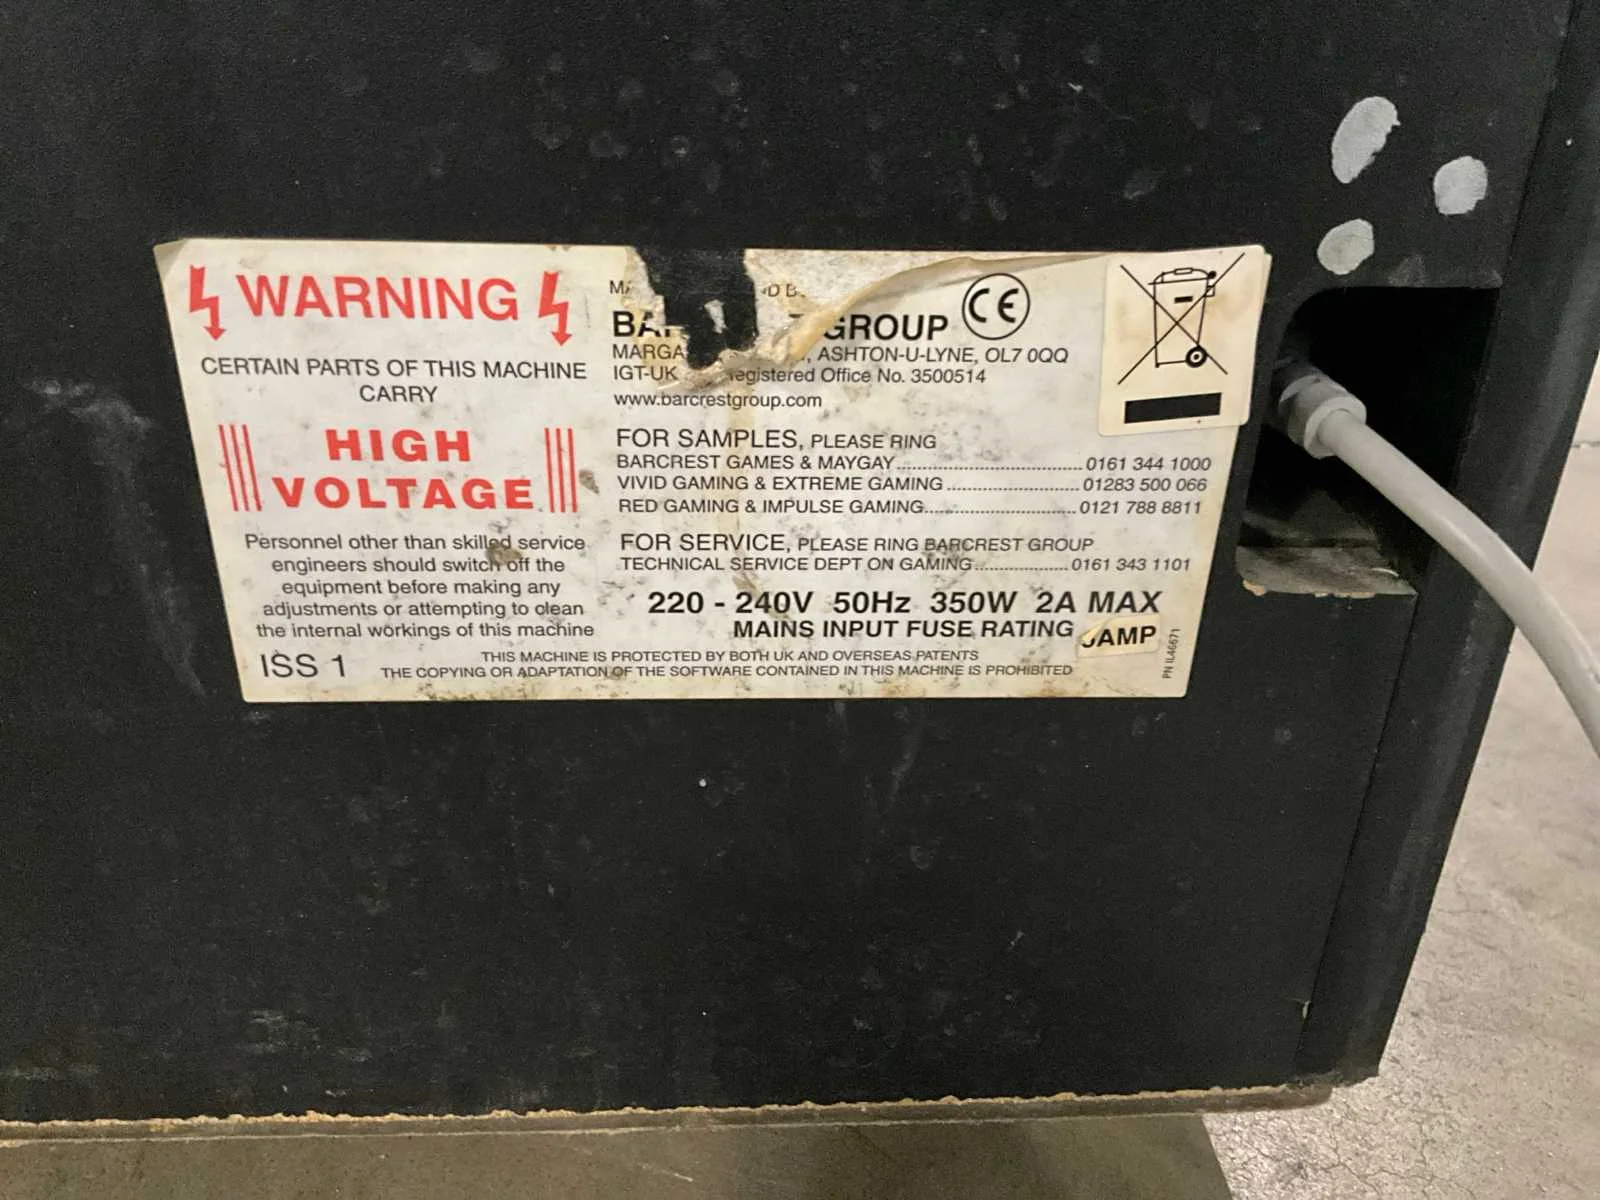 WARNING
CERTAIN PARTS OF THIS MACHINE
CARRY
HIGH
VOLTAGE
Personnel other than skilled service
engineers should switch off the
equipment before making any
adjustments or attempting to clean
the internal workings of this machine
ISS 1
GROUP CE
ASHTON-U-LYNE, OL7 0QQ
IGT-UK Office No. 3500514
www.barcrestgroup.com
FOR SAMPLES, PLEASE RING
BARCREST GAMES & MAYGAY................................ 0161 344 1000
VIVID GAMING & EXTREME GAMING ....................... 01283 500 066
RED GAMING & IMPULSE GAMING.......................... 0121 788 8811
FOR SERVICE, PLEASE RING BARCREST GROUP
TECHNICAL SERVICE DEPT ON GAMING................ 0161 343 1101
220 - 240V 50Hz 350W 2A MAX
MAINS INPUT FUSE RATING AMP
THIS MACHINE IS PROTECTED BY BOTH UK AND OVERSEAS PATENTS
THE COPYING OR ADAPTATION OF THE SOFTWARE CONTAINED IN THIS MACHINE IS PROHIBITED
PN IL46671